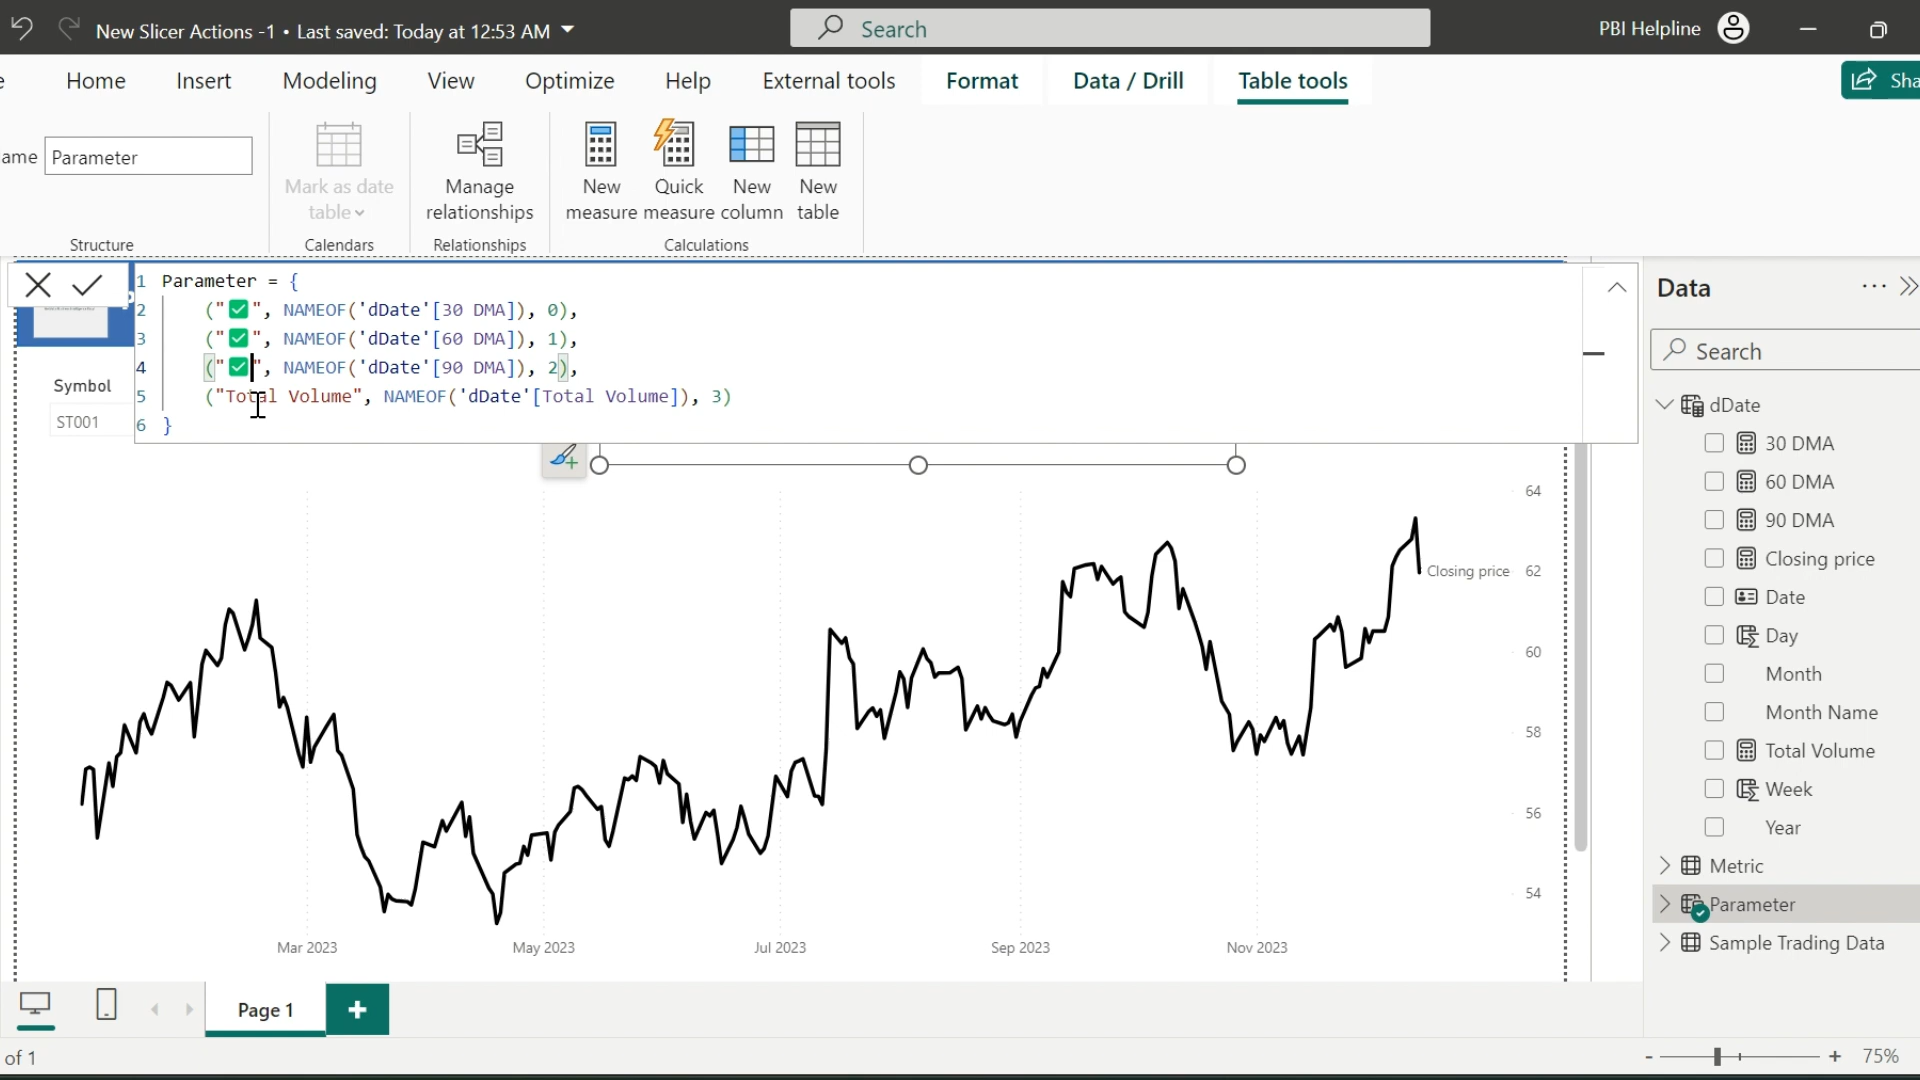 New Slicer Actions -1 • Last saved: Today at 12:53 AM
Search
PBI Helpline
Home
Insert
Modeling
View
Optimize
Help
External tools
Format
Data / Drill
Table tools
Sha
ame
Parameter
Mark as date
table
Manage
relationships
New
measure
Quick
measure
New
column
New
table
Structure
Calendars
Relationships
Calculations
1 Parameter = {
2 ("✅", NAMEOF('dDate'[30 DMA]), 0),
3 ("✅", NAMEOF('dDate'[60 DMA]), 1),
4 ("✅", NAMEOF('dDate'[90 DMA]), 2),
5 ("Total Volume", NAMEOF('dDate'[Total Volume]), 3)
6 }
Symbol
ST001
64
62
60
58
56
54
Closing price
Mar 2023
May 2023
Jul 2023
Sep 2023
Nov 2023
Data
Search
dDate
30 DMA
60 DMA
90 DMA
Closing price
Date
Day
Month
Month Name
Total Volume
Week
Year
Metric
Parameter
Sample Trading Data
Page 1
of 1
- + 75%